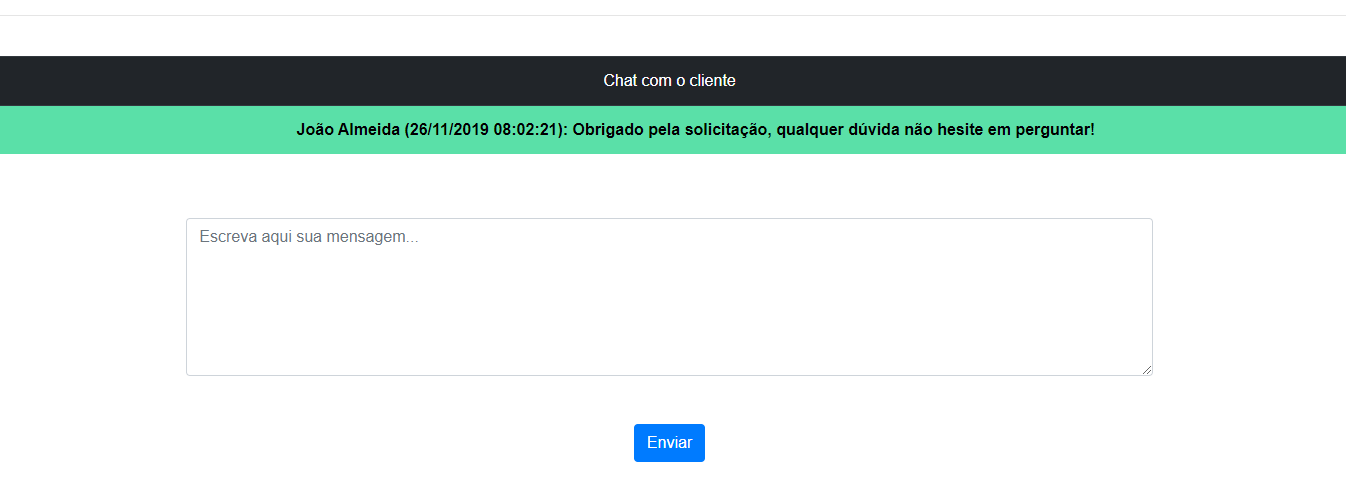 Chat com o cliente
João Almeida (26/11/2019 08:02:21): Obrigado pela solicitação, qualquer dúvida não hesite em perguntar!
Escreva aqui sua mensagem...
Enviar